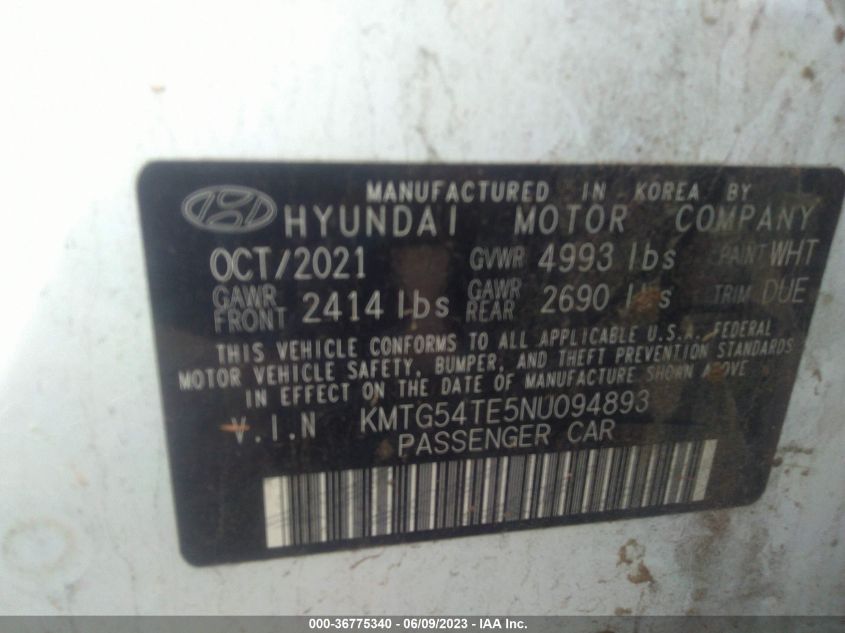 MANUFACTURED IN KOREA BY
HYUNDAI MOTOR COMPANY
OCT/2021 GVWR 4993 lbs PAINT WHT
GAWR FRONT 2414 lbs GAWR REAR 2690 lbs TRIM DUE
THIS VEHICLE CONFORMS TO ALL APPLICABLE U.S.A. FEDERAL
MOTOR VEHICLE SAFETY, BUMPER, AND THEFT PREVENTION STANDARDS
IN EFFECT ON THE DATE OF MANUFACTURE SHOWN ABOVE
V.I.N KMTG54TE5NU094893
PASSENGER CAR
000-36775340 - 06/09/2023 - IAA Inc.